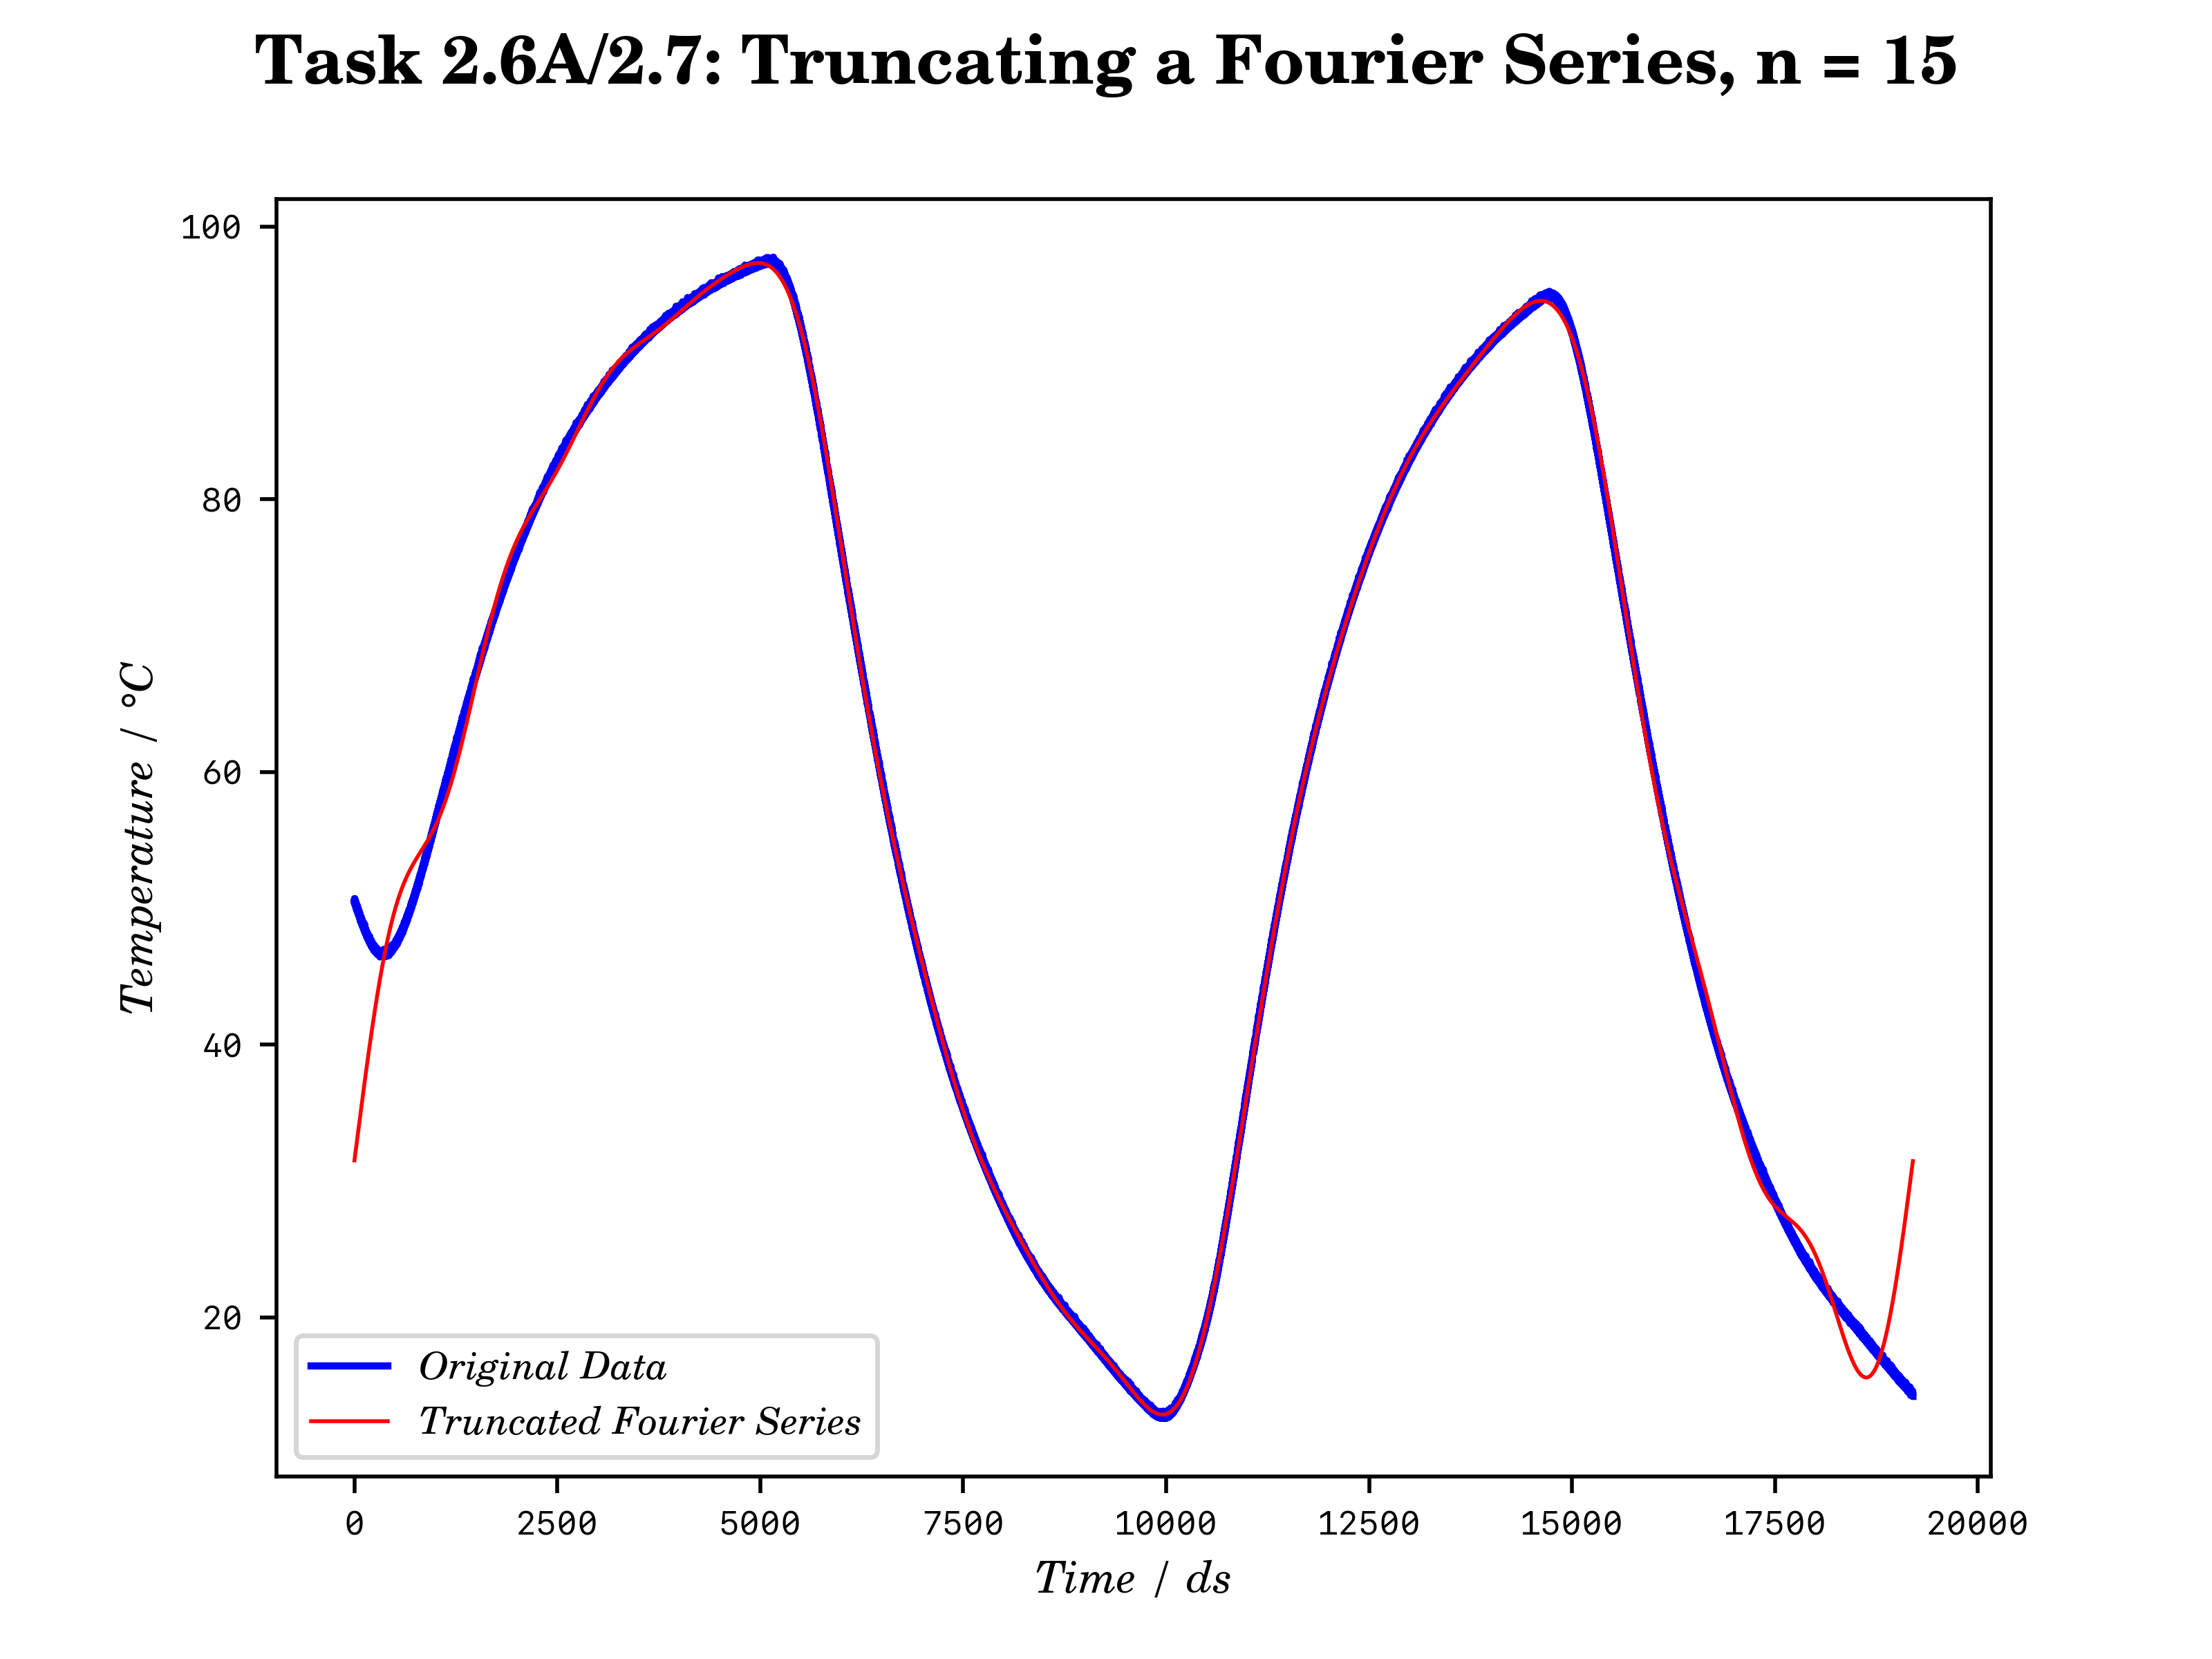 Task 2.6A/2.7: Truncating a Fourier Series, n = 15
100
80
60
40
20
Temperature / °C
Original Data
Truncated Fourier Series
0 2500 5000 7500 10000 12500 15000 17500 20000
Time / ds